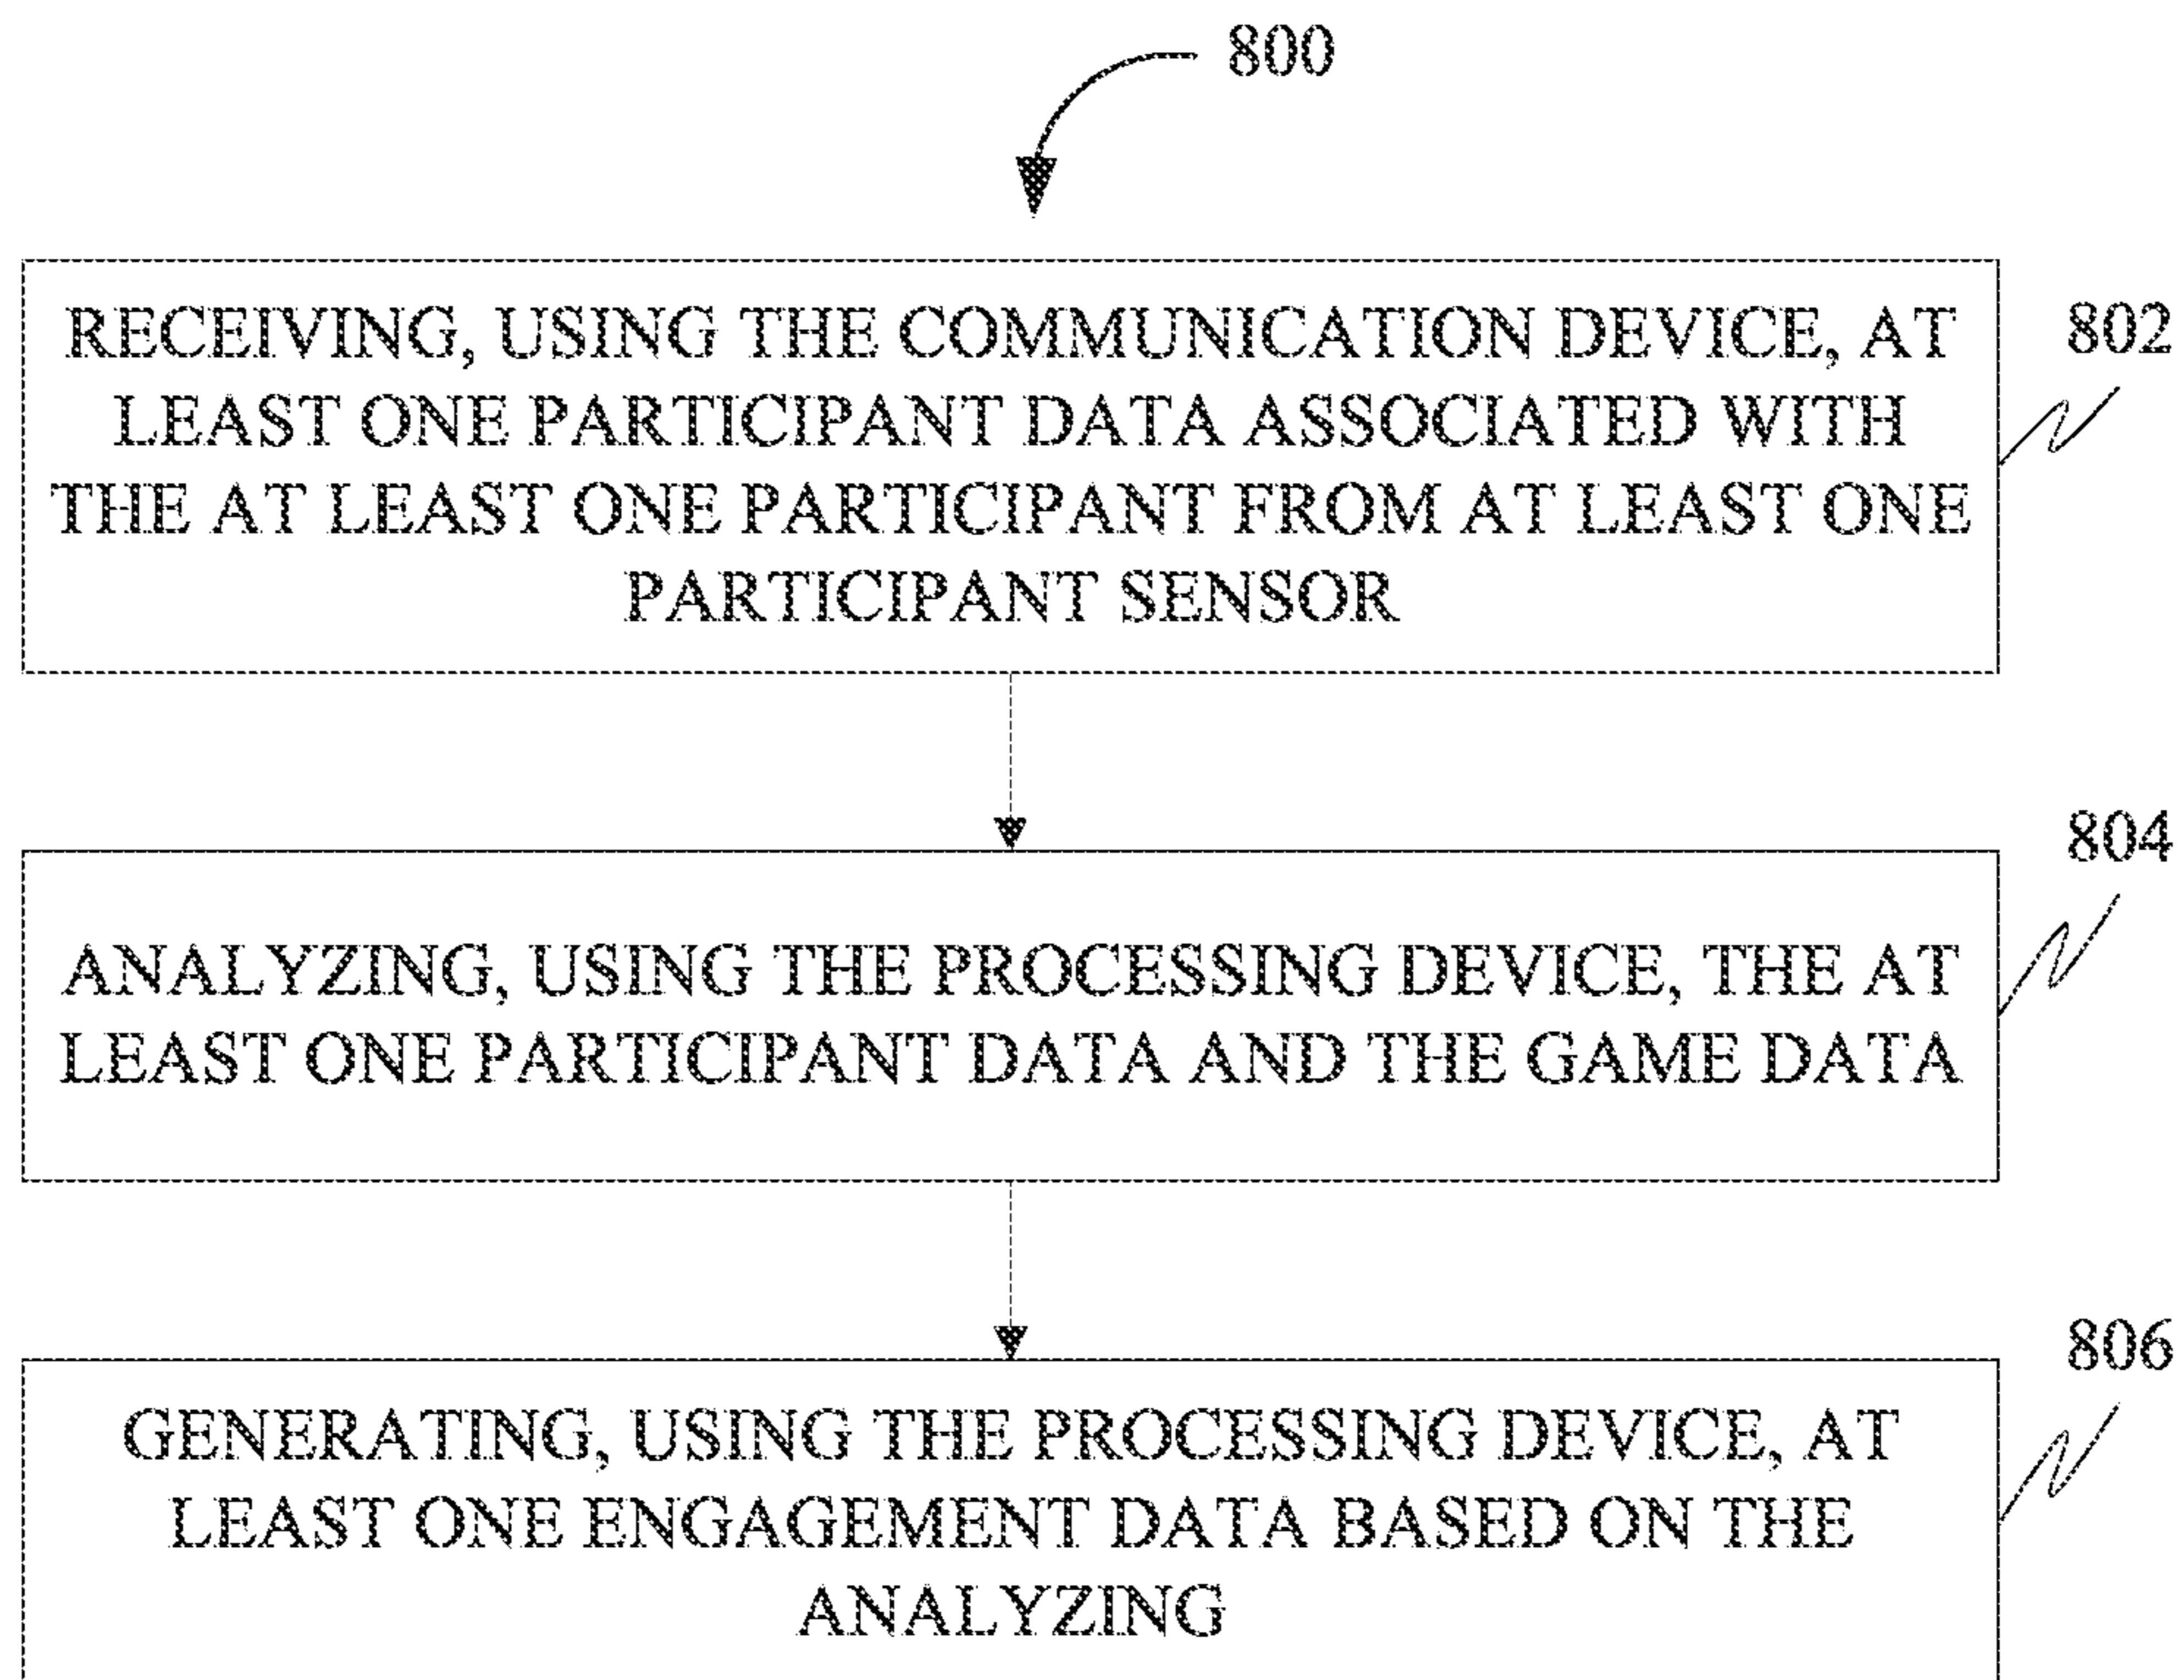 800
RECEIVING, USING THE COMMUNICATION DEVICE, AT
LEAST ONE PARTICIPANT DATA ASSOCIATED WITH
THE AT LEAST ONE PARTICIPANT FROM AT LEAST ONE
PARTICIPANT SENSOR
802
ANALYZING, USING THE PROCESSING DEVICE, THE AT
LEAST ONE PARTICIPANT DATA AND THE GAME DATA
804
GENERATING, USING THE PROCESSING DEVICE, AT
LEAST ONE ENGAGEMENT DATA BASED ON THE
ANALYZING
806